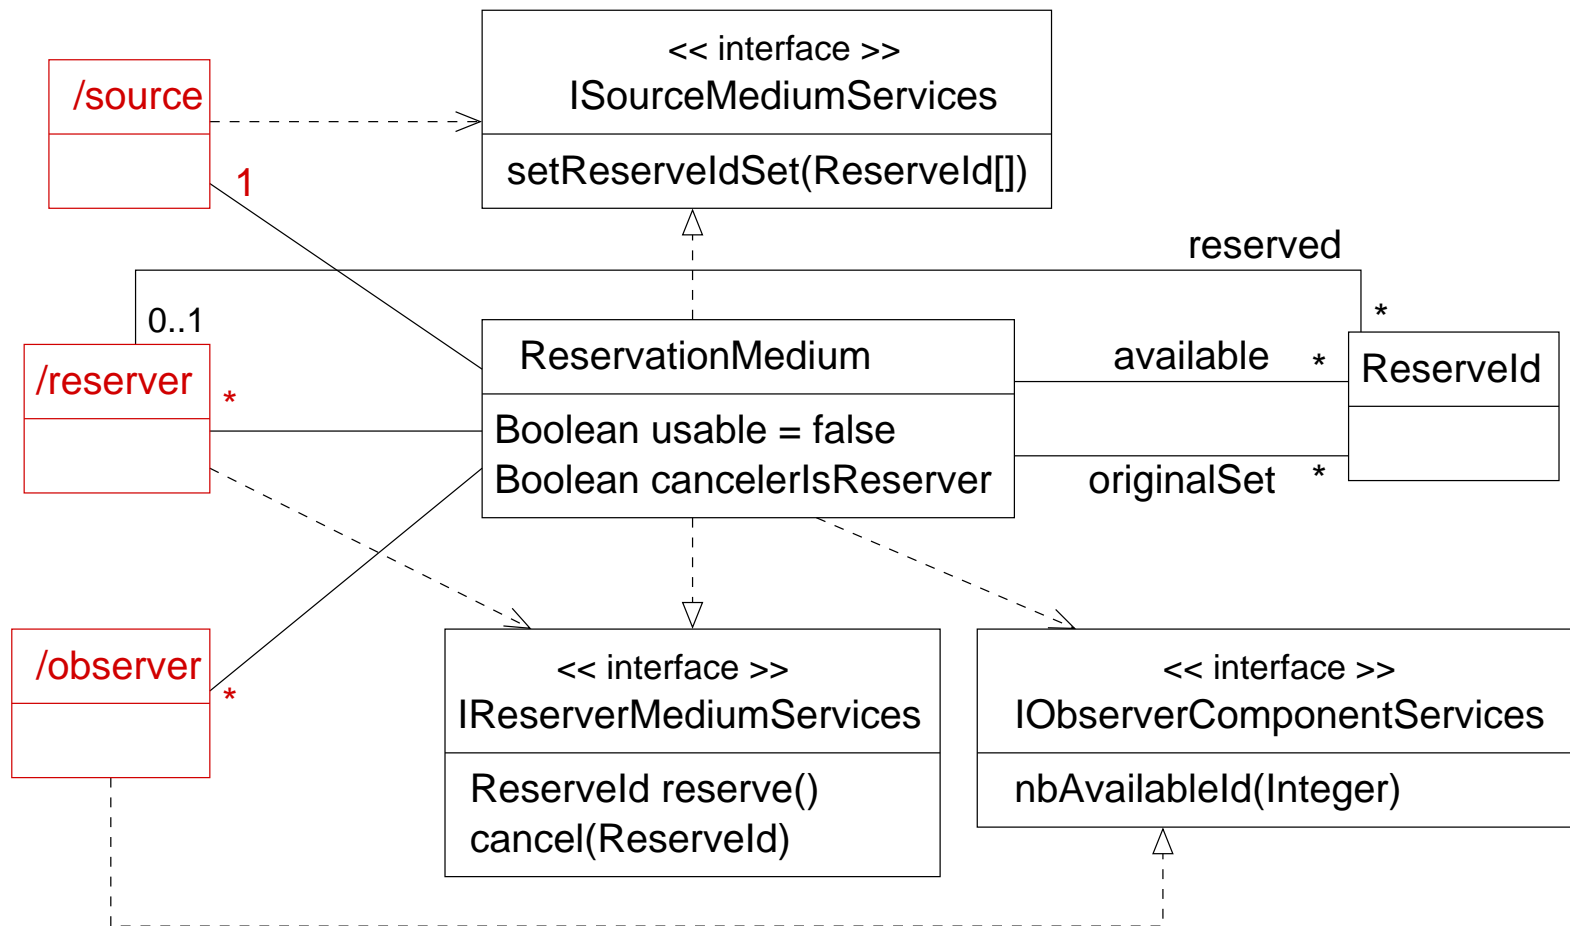 << interface >>
ISourceMediumServices
setReserveIdSet(ReserveId[])
/source
1
reserved
0..1
*
/reserver
*
ReservationMedium
Boolean usable = false
Boolean cancelerIsReserver
available
*
originalSet
*
ReserveId
/observer
*
<< interface >>
IReserverMediumServices
ReserveId reserve()
cancel(ReserveId)
<< interface >>
IObserverComponentServices
nbAvailableId(Integer)